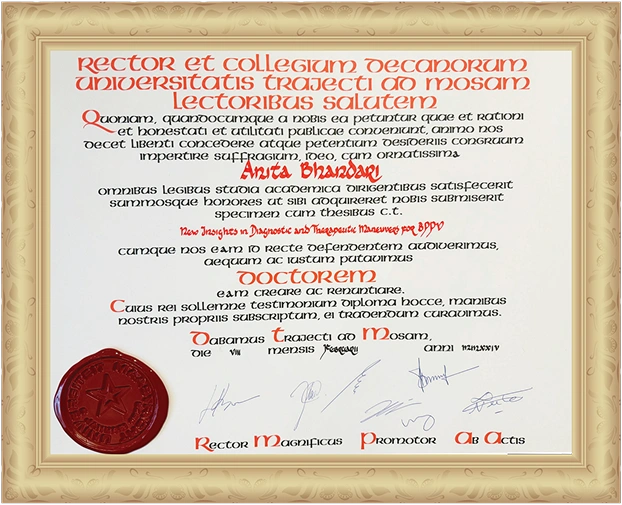 Rector et collegium decanorum
universitatis trajecti ad mosam
lectoribus salutem
Quoniam, quandocumque a nobis ea petuntur quae et rationi
et honestati et utilitati publicae conveniunt, animo nos
decet libenti concedere atque petentium desideriis congruum
impertire suffragium, ideo, cum ornatissima
Anita Bhandari
omnibus legibus studia academica dirigentibus satisfecerit
summosque honores ut sibi adquireret nobis submiserit
specimen cum thesibus c.t.
New Insights in Diagnostic and Therapeutic Maneuvers for BPPV
cumque nos eam id recte defendentem audiverimus,
aequum ac iustum putavimus
doctorem
eam creare ac renuntiare.
Cuius rei sollemne testimonium diploma hocce, manibus
nostris propriis subscriptum, ei tradendum curavimus.
Dabamus Trajecti ad Mosam,
die VIII mensis Februarii anni MMXXIV
Rector Magnificus Promotor Ab Actis